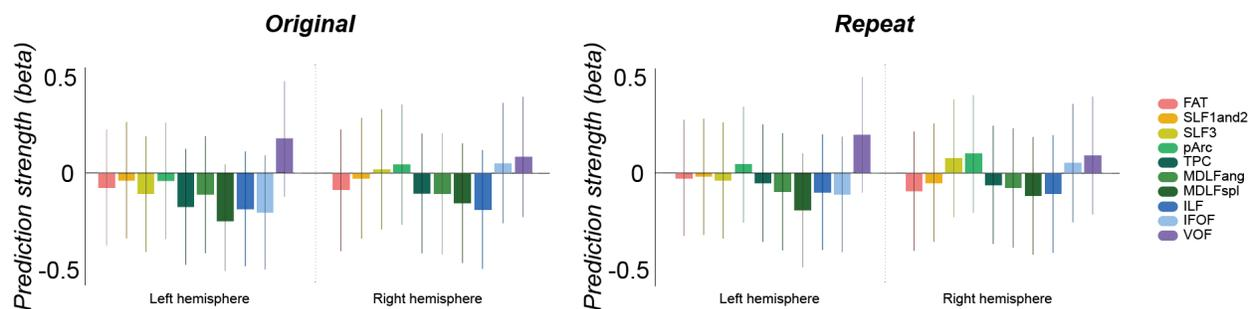 Original
Prediction strength (beta)
0.5
0
-0.5
Left hemisphere
Right hemisphere
Repeat
Prediction strength (beta)
0.5
0
-0.5
Left hemisphere
Right hemisphere
FAT
SLF1and2
SLF3
pArc
TPC
MDLFang
MDLFspl
ILF
IFOF
VOF